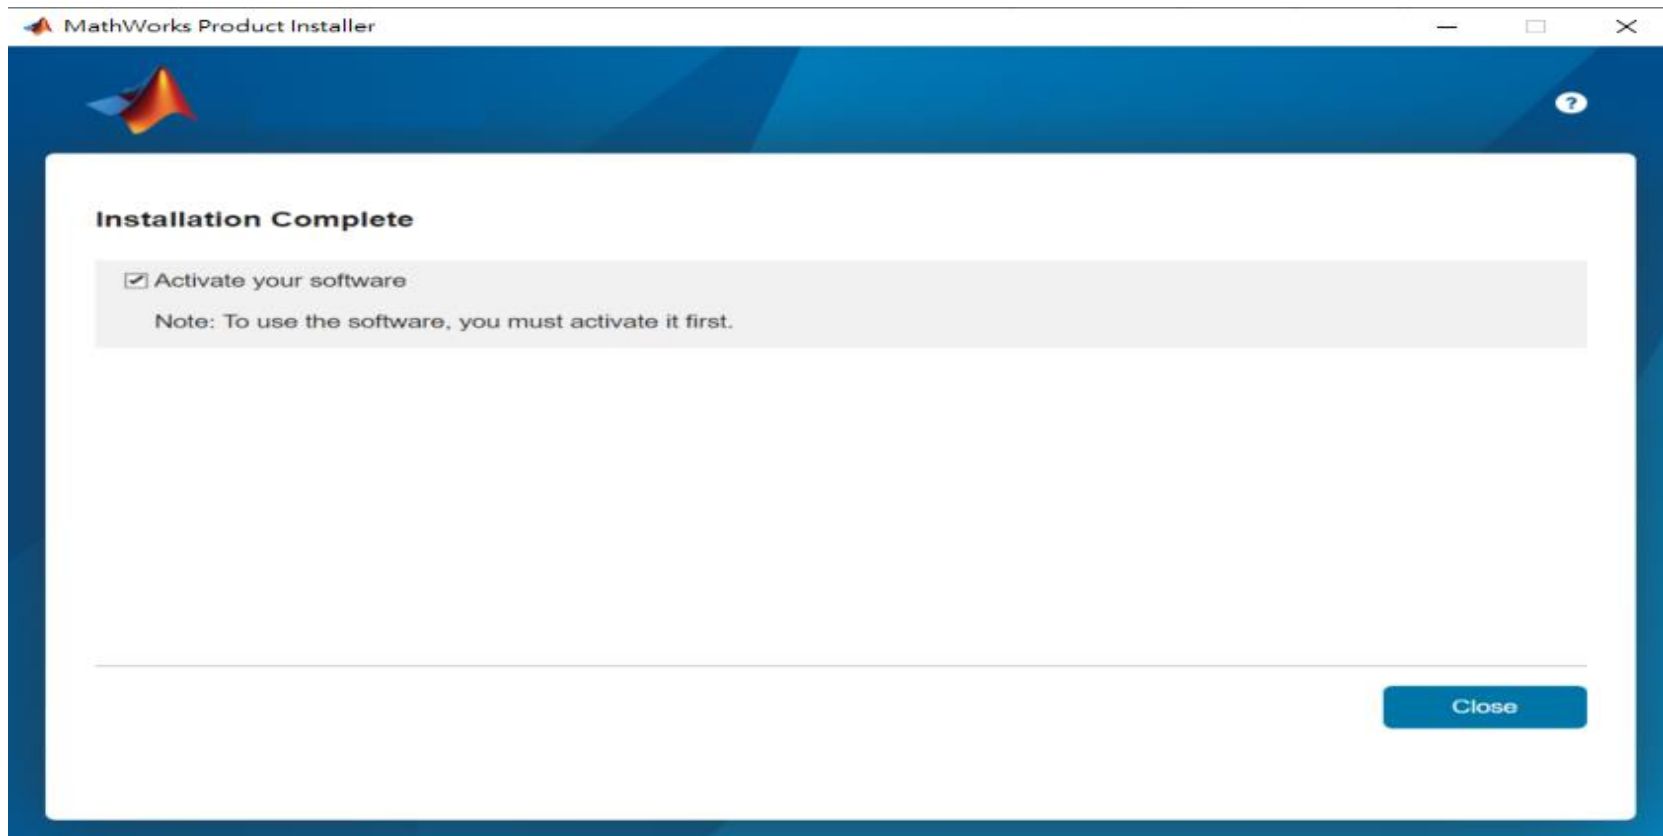 MathWorks Product Installer
?
Installation Complete
Activate your software
Note: To use the software, you must activate it first.
Close